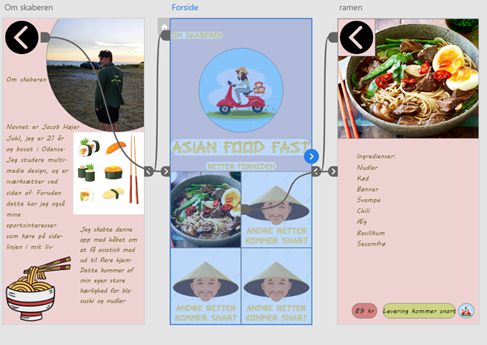 Om skaberen
Forside
ramen
Om skaberen
Navnet er Jacob Højer
Juhl, jeg er 21 år
og bosat i Odense.
Jeg studere multi-
medie design, og er
iværksætter ved
siden af. Foruden
dette har jeg også
mine
sportsinteresser
som køre på side-
linjen i mit liv.
Jeg skabte denne
app med håbet om
at få asiatisk mad
ud til flere hjem.
Dette kommer af
min egen store
kærlighed for bla.
sushi og nudler.
OM SKABEREN
ASIAN FOOD FAST
RETTER FORNEDEN
ANDRE RETTER
KOMMER SNART
ANDRE RETTER
KOMMER SNART
ANDRE RETTER
KOMMER SNART
Ingredienser:
Nudler
Kød
Bønner
Svampe
Chili
Æg
Basilikum
Sesamfrø
89 kr
Levering kommer snart